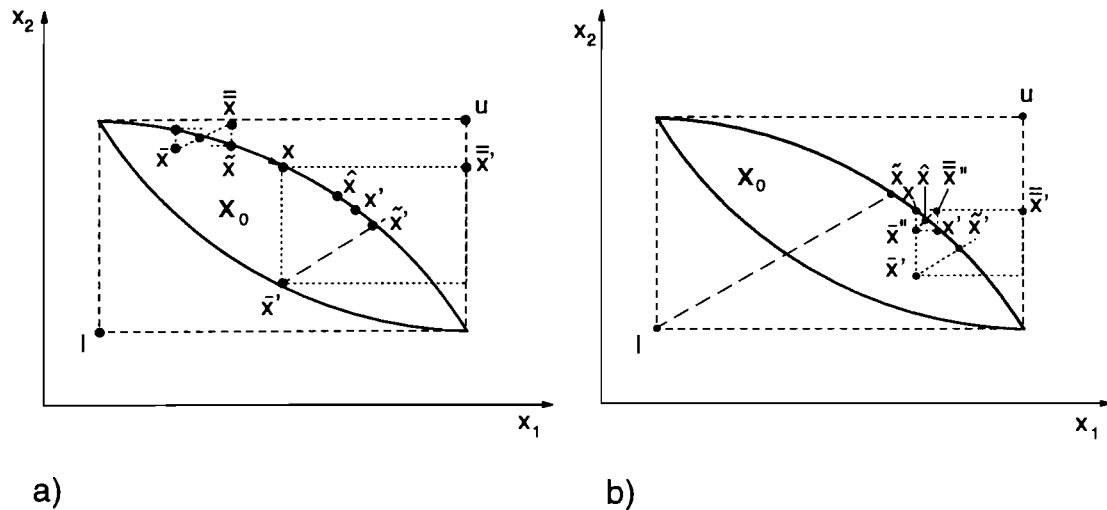 x₂
u
x̿
x̄
x̃
x
x̿'
x̂
x'
x̃'
X₀
x̄'
l
x₁
a)
x₂
u
X₀
x̃
x
x̂
x̿"
x̿'
x̄"
x'
x̃'
x̄'
l
x₁
b)